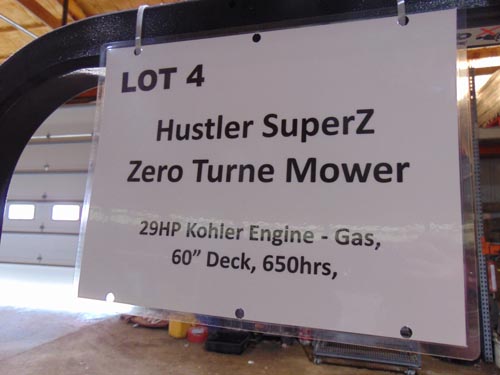 LOT 4
Hustler SuperZ
Zero Turne Mower
29HP Kohler Engine - Gas,
60” Deck, 650hrs,